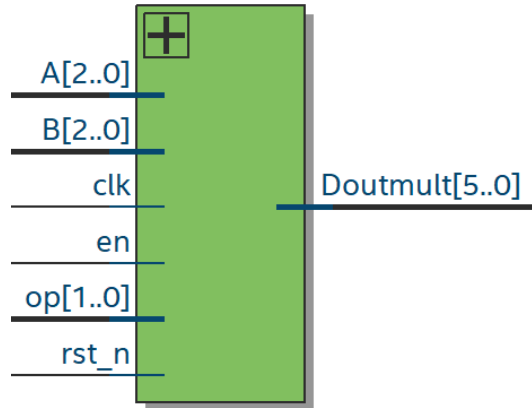 A[2..0]
B[2..0]
clk
Doutmult[5..0]
en
op[1..0]
rst_n